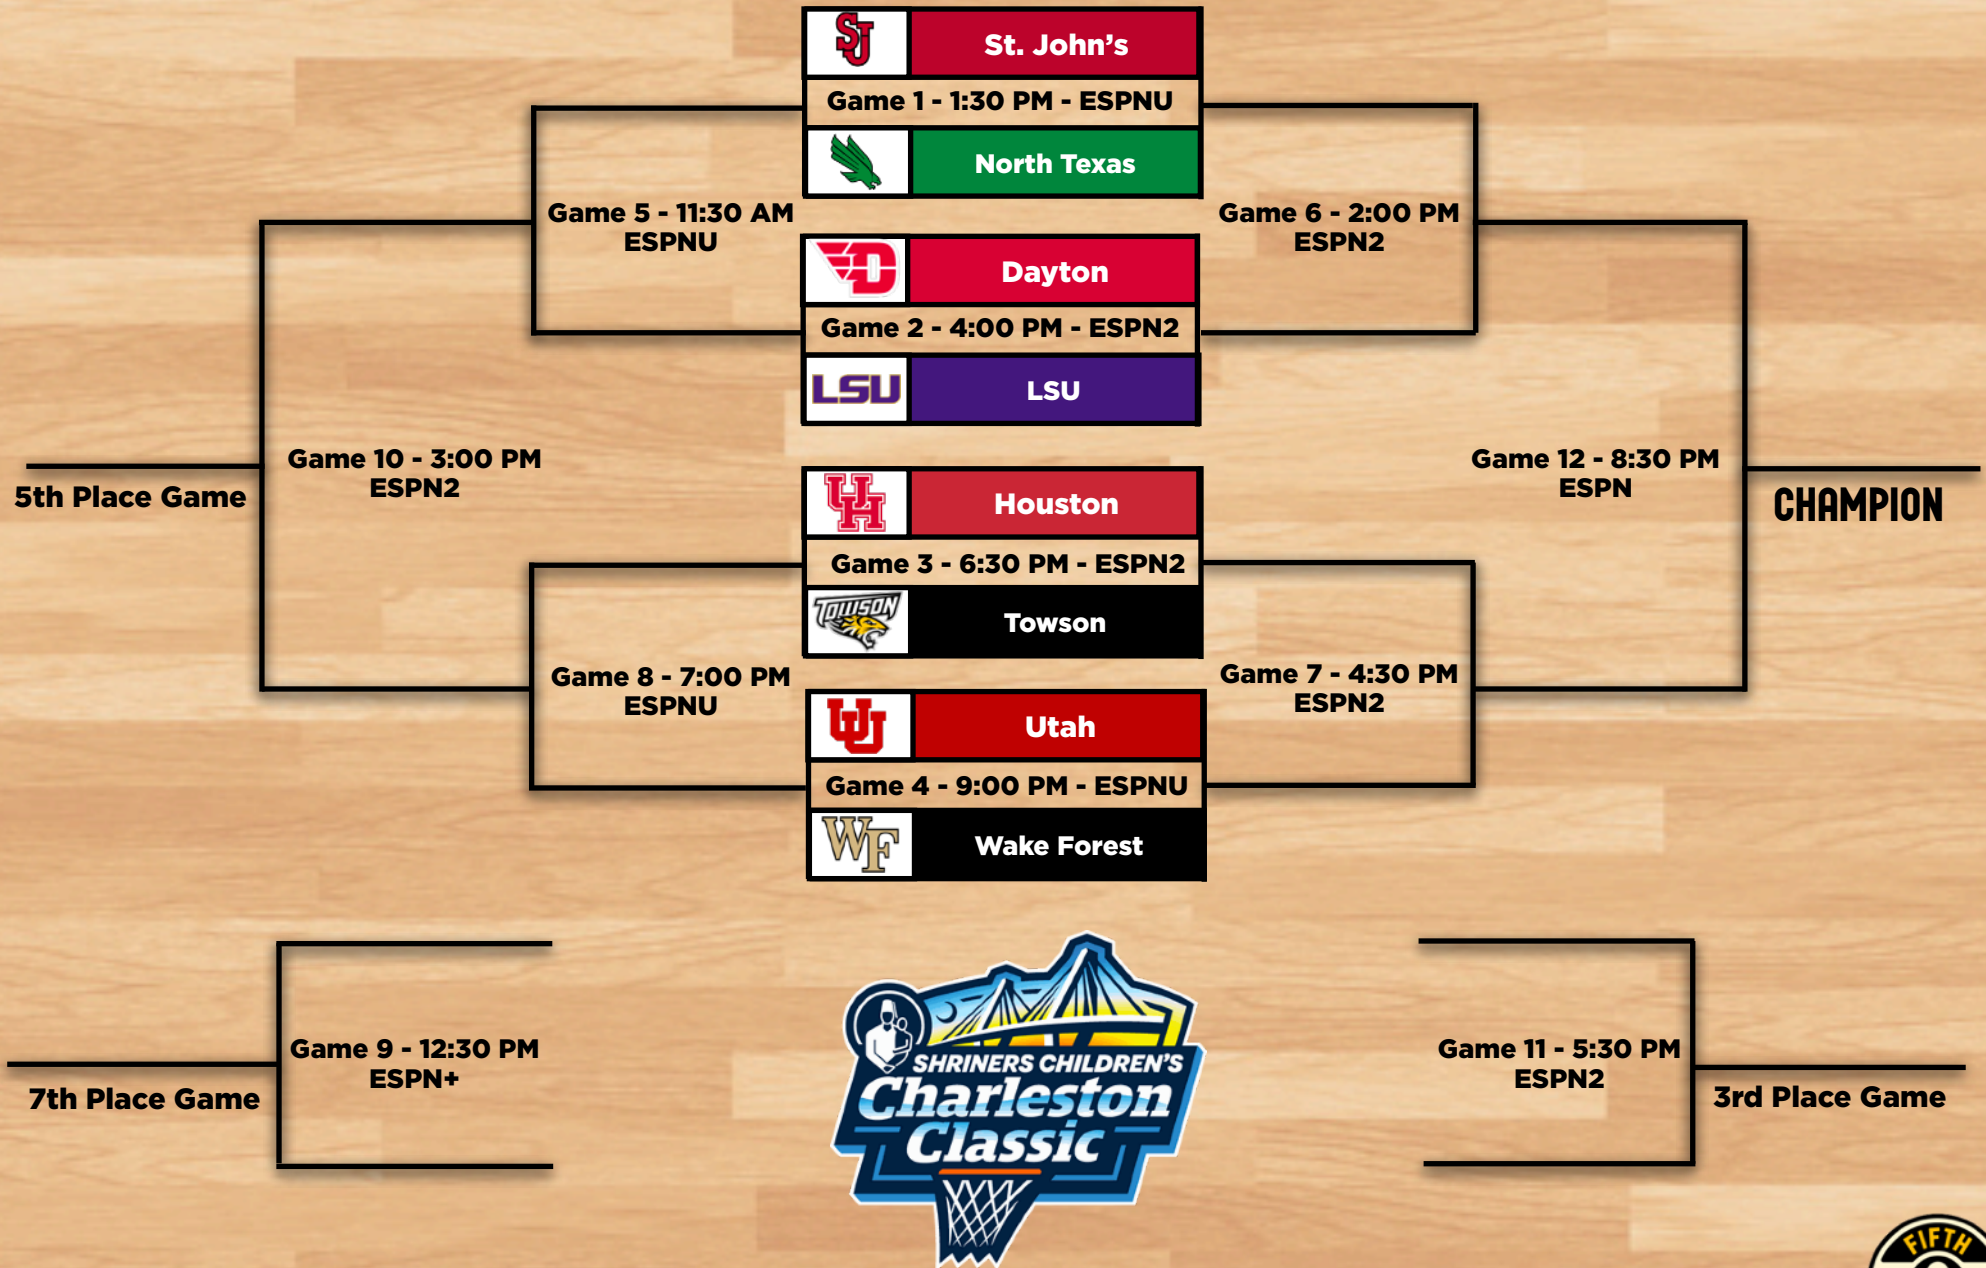 SJ
St. John's
Game 1 - 1:30 PM - ESPNU
North Texas
Game 5 - 11:30 AM
ESPNU
Game 6 - 2:00 PM
ESPN2
D
Dayton
Game 2 - 4:00 PM - ESPN2
LSU
LSU
Game 10 - 3:00 PM
ESPN2
5th Place Game
Game 12 - 8:30 PM
ESPN
CHAMPION
UH
Houston
Game 3 - 6:30 PM - ESPN2
TOWSON
Towson
Game 8 - 7:00 PM
ESPNU
Game 7 - 4:30 PM
ESPN2
U
Utah
Game 4 - 9:00 PM - ESPNU
WF
Wake Forest
Game 9 - 12:30 PM
ESPN+
7th Place Game
SHRINERS CHILDREN'S
Charleston
Classic
Game 11 - 5:30 PM
ESPN2
3rd Place Game
FIFTH